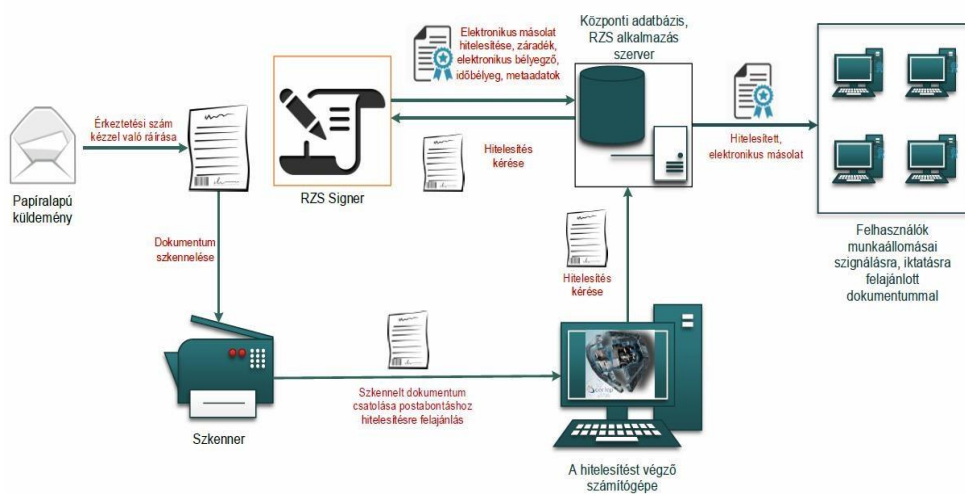 Elektronikus másolat
hitelesítése, záradék,
elektronikus bélyegző,
időbélyeg, metaadatok
Központi adatbázis,
RZS alkalmazás
szerver
Érkeztetési szám
kézzel való ráírása
Hitelesítés
kérése
Hitelesített,
elektronikus másolat
Papíralapú
küldemény
RZS Signer
Felhasználók
munkaállomásai
szignálásra, iktatásra
felajánlott
dokumentummal
Dokumentum
szkennelése
Hitelesítés
kérése
Szkennelt dokumentum
csatolása postabontáshoz
hitelesítésre felajánlás
Szkenner
A hitelesítést végző
számítógépe